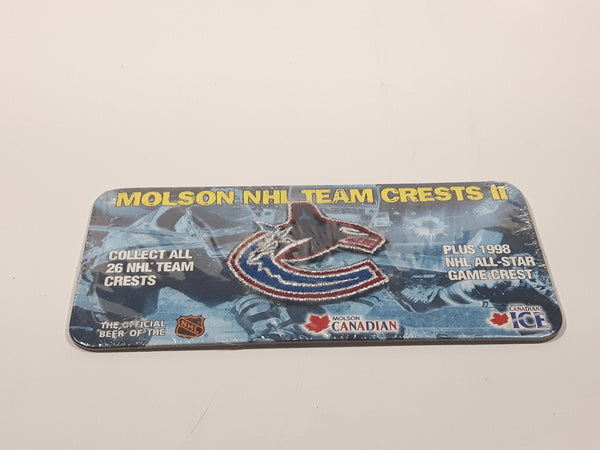 MOLSON NHL TEAM CRESTS II
COLLECT ALL
26 NHL TEAM
CRESTS
PLUS 1998
NHL ALL-STAR
GAME CREST
THE OFFICIAL
BEER OF THE
NHL
MOLSON
CANADIAN
CANADIAN
ICE